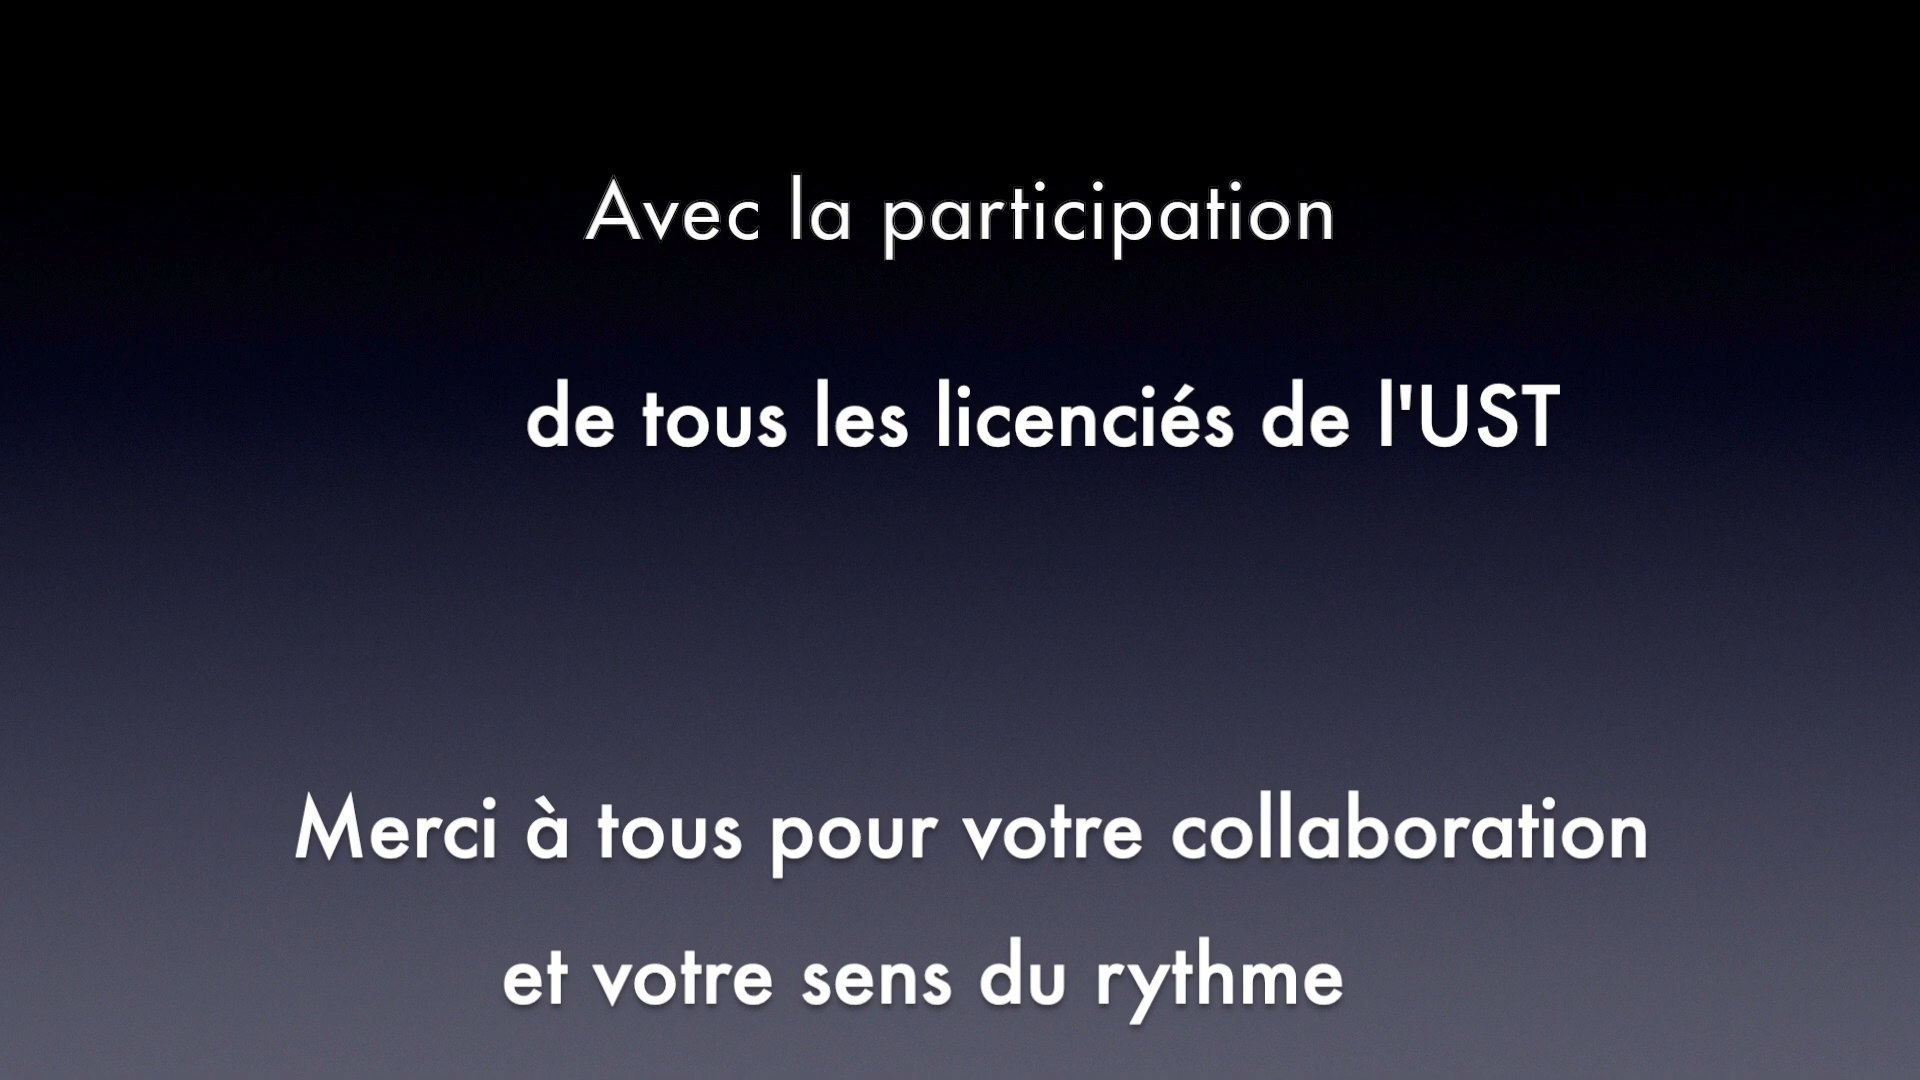 Avec la participation
de tous les licenciés de l'UST
Merci à tous pour votre collaboration
et votre sens du rythme